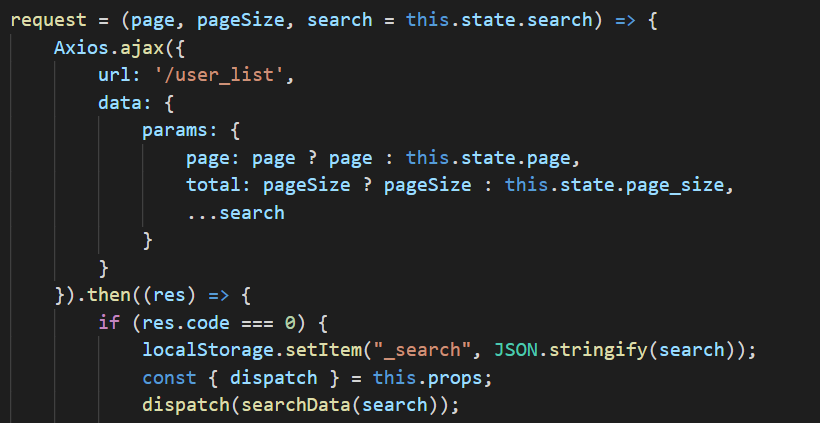 request = (page, pageSize, search = this.state.search) => {
    Axios.ajax({
        url: '/user_list',
        data: {
            params: {
                page: page ? page : this.state.page,
                total: pageSize ? pageSize : this.state.page_size,
                ...search
            }
        }
    }).then((res) => {
        if (res.code === 0) {
            localStorage.setItem("_search", JSON.stringify(search));
            const { dispatch } = this.props;
            dispatch(searchData(search));